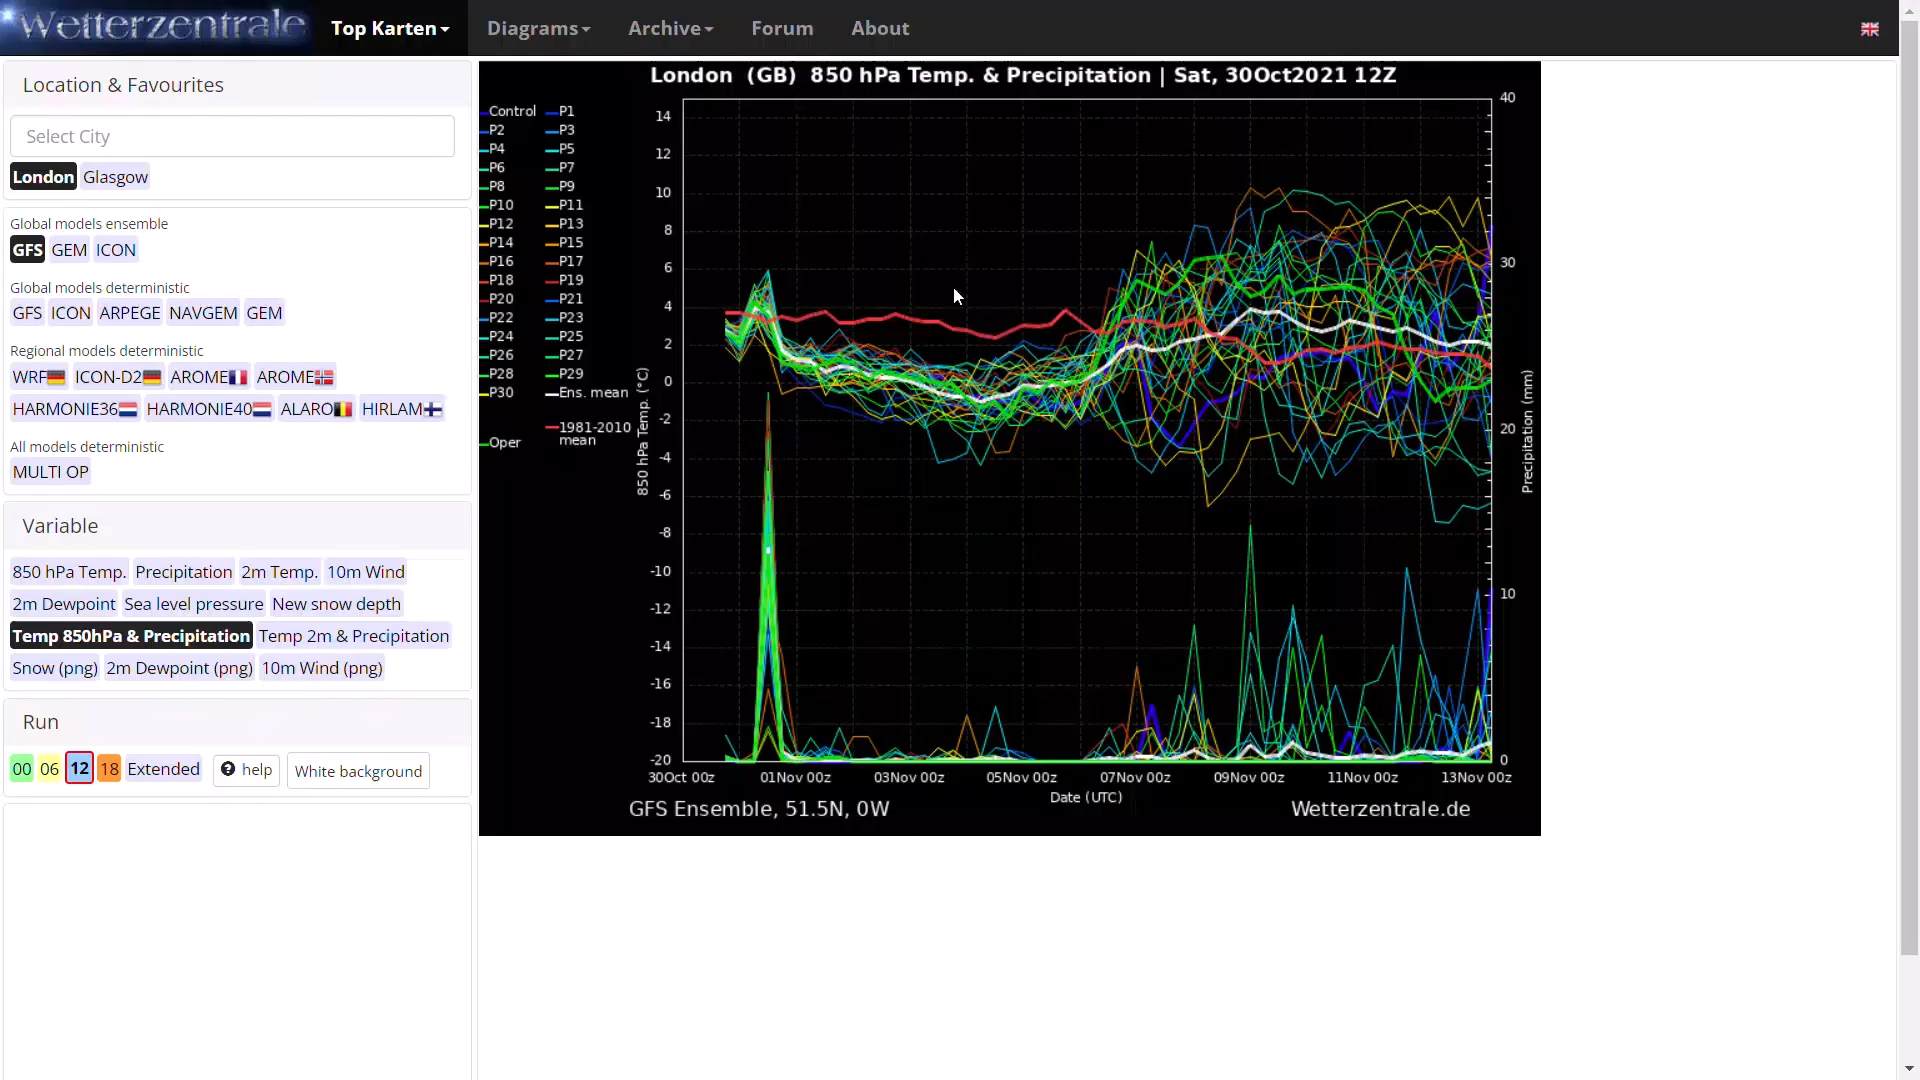 Wetterzentrale
Top Karten Diagrams Archive Forum About
Location & Favourites
Select City
London Glasgow
Global models ensemble
GFS GEM ICON
Global models deterministic
GFS ICON ARPEGE NAVGEM GEM
Regional models deterministic
WRF ICON-D2 AROME AROME
HARMONIE36 HARMONIE40 ALARO HIRLAM
All models deterministic
MULTI OP
Variable
850 hPa Temp. Precipitation 2m Temp. 10m Wind
2m Dewpoint Sea level pressure New snow depth
Temp 850hPa & Precipitation Temp 2m & Precipitation
Snow (png) 2m Dewpoint (png) 10m Wind (png)
Run
00 06 12 18 Extended ? help White background
London (GB) 850 hPa Temp. & Precipitation | Sat, 30Oct2021 12Z
Control P1
P2 P3
P4 P5
P6 P7
P8 P9
P10 P11
P12 P13
P14 P15
P16 P17
P18 P19
P20 P21
P22 P23
P24 P25
P26 P27
P28 P29
P30 Ens. mean
1981-2010
mean
Oper
850 hPa Temp. (°C)
14
12
10
8
6
4
2
0
-2
-4
-6
-8
-10
-12
-14
-16
-18
-20
40
30
20
10
0
Precipitation (mm)
30Oct 00z 01Nov 00z 03Nov 00z 05Nov 00z 07Nov 00z 09Nov 00z 11Nov 00z 13Nov 00z
Date (UTC)
GFS Ensemble, 51.5N, 0W Wetterzentrale.de